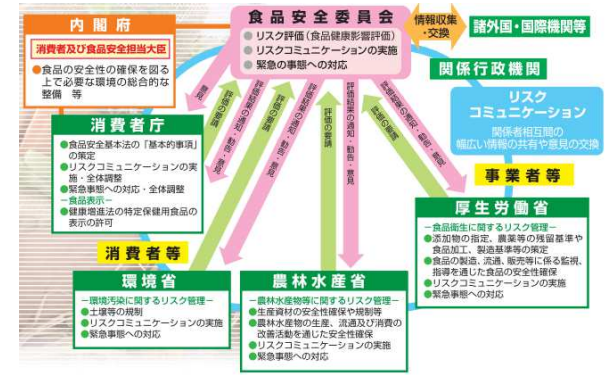 食品安全委員会
●リスク評価(食品健康影響評価)
●リスクコミュニケーションの実施
●緊急の事態への対応
情報収集
・交換
諸外国・国際機関等
内閣府
消費者及び食品安全担当大臣
●食品の安全性の確保を図る
上で必要な環境の総合的な
整備 等
関係行政機関
リスク
コミュニケーション
関係者相互間の
幅広い情報の共有や意見の交換
消費者庁
●食品安全基本法の「基本的事項」
の策定
●リスクコミュニケーションの実
施・全体調整
●緊急事態への対応・全体調整
-食品表示-
●健康増進法の特定保健用食品の
表示の許可
意見
評価の要請
評価結果の通知・勧告・意見
評価の要請
評価結果の通知・勧告・意見
評価の要請
評価結果の通知・勧告・意見
評価の要請
評価結果の通知・勧告・意見
事業者等
消費者等
厚生労働省
-食品衛生に関するリスク管理-
●添加物の指定、農薬等の残留基準や
食品加工、製造基準等の策定
●食品の製造、流通、販売等に係る監視、
指導を通じた食品の安全性確保
●リスクコミュニケーションの実施
●緊急事態への対応
環境省
-環境汚染に関するリスク管理-
●土壌等の規制
●リスクコミュニケーションの実施
●緊急事態への対応
農林水産省
-農林水産物等に関するリスク管理-
●生産資材の安全性確保や規制等
●農林水産物の生産、流通及び消費の
改善活動を通じた安全性確保
●リスクコミュニケーションの実施
●緊急事態への対応